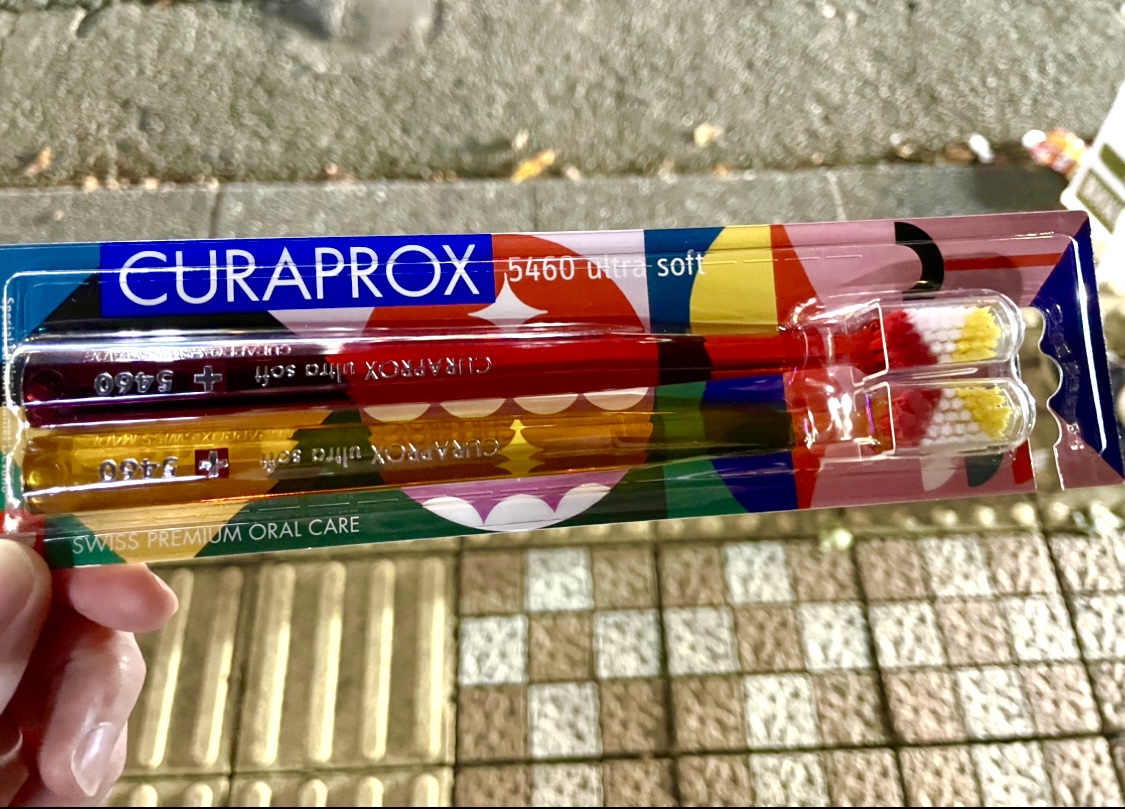 CURAPROX
5460 ultra soft
CURAPROX ultra soft 5460
CURAPROX ultra soft 5460
SWISS PREMIUM ORAL CARE